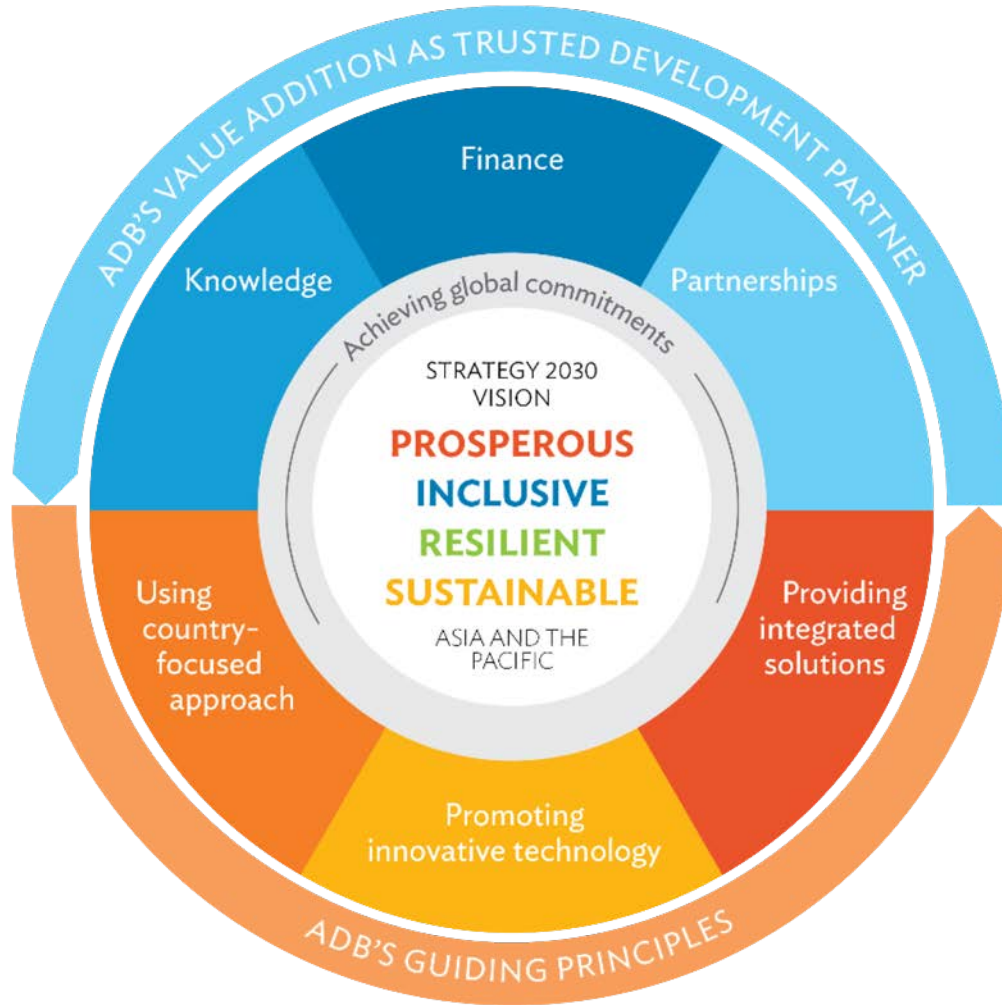 ADB'S VALUE ADDITION AS TRUSTED DEVELOPMENT PARTNER
Finance
Knowledge
Partnerships
Achieving global commitments
STRATEGY 2030
VISION
PROSPEROUS
INCLUSIVE
RESILIENT
SUSTAINABLE
ASIA AND THE
PACIFIC
Using
country-
focused
approach
Providing
integrated
solutions
Promoting
innovative technology
ADB'S GUIDING PRINCIPLES